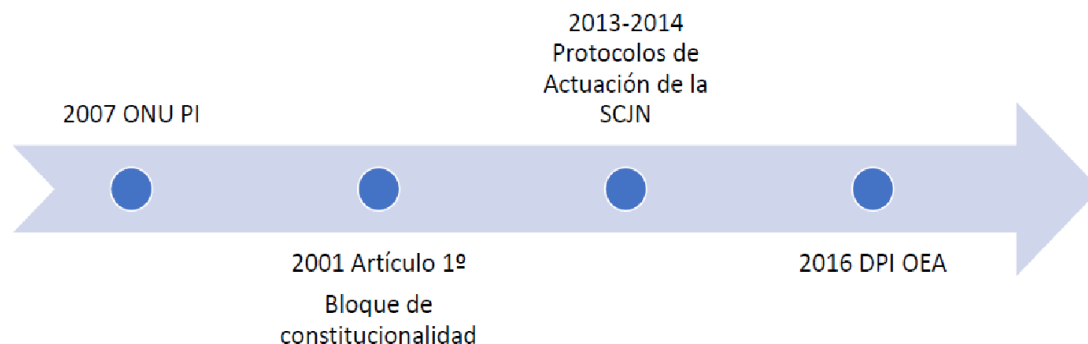 2007 ONU PI
2001 Artículo 1º
Bloque de
constitucionalidad
2013-2014
Protocolos de
Actuación de la
SCJN
2016 DPI OEA